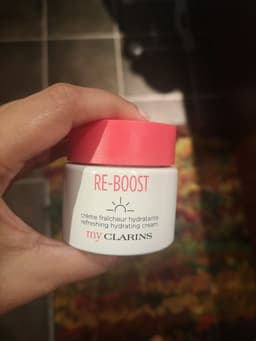 RE-BOOST
crème fraîcheur hydratante
refreshing hydrating cream
my CLARINS